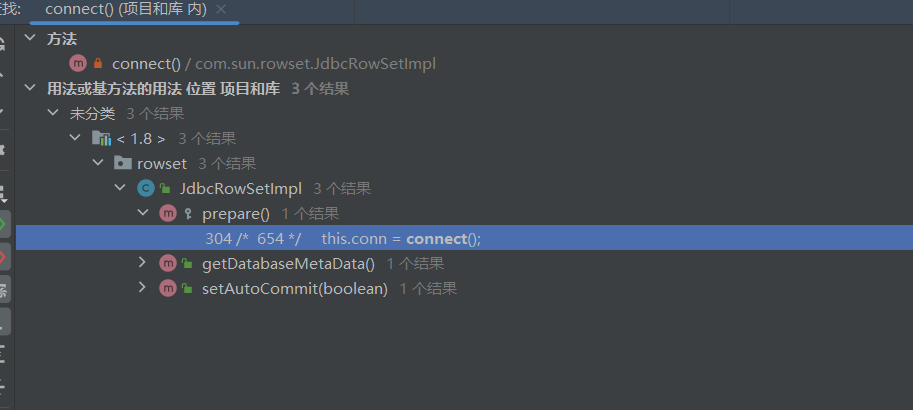 查找: connect() (项目和库 内) ×
方法
connect() / com.sun.rowset.JdbcRowSetImpl
用法或基方法的用法 位置 项目和库 3 个结果
未分类 3 个结果
< 1.8 > 3 个结果
rowset 3 个结果
JdbcRowSetImpl 3 个结果
prepare() 1 个结果
304 /* 654 */ this.conn = connect();
getDatabaseMetaData() 1 个结果
setAutoCommit(boolean) 1 个结果